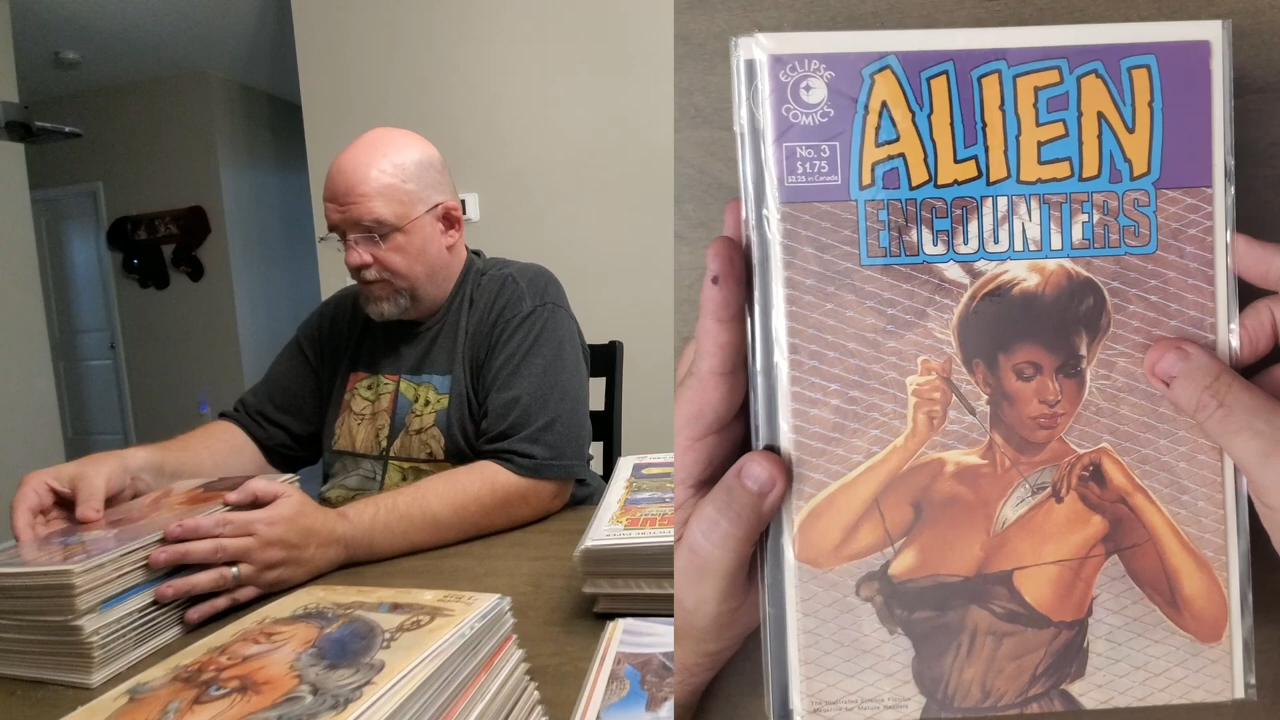 ECLIPSE
COMICS
No. 3
$1.75
$2.25 in Canada
ALIEN
ENCOUNTERS
The Illustrated Science Fiction
Magazine for Mature Readers